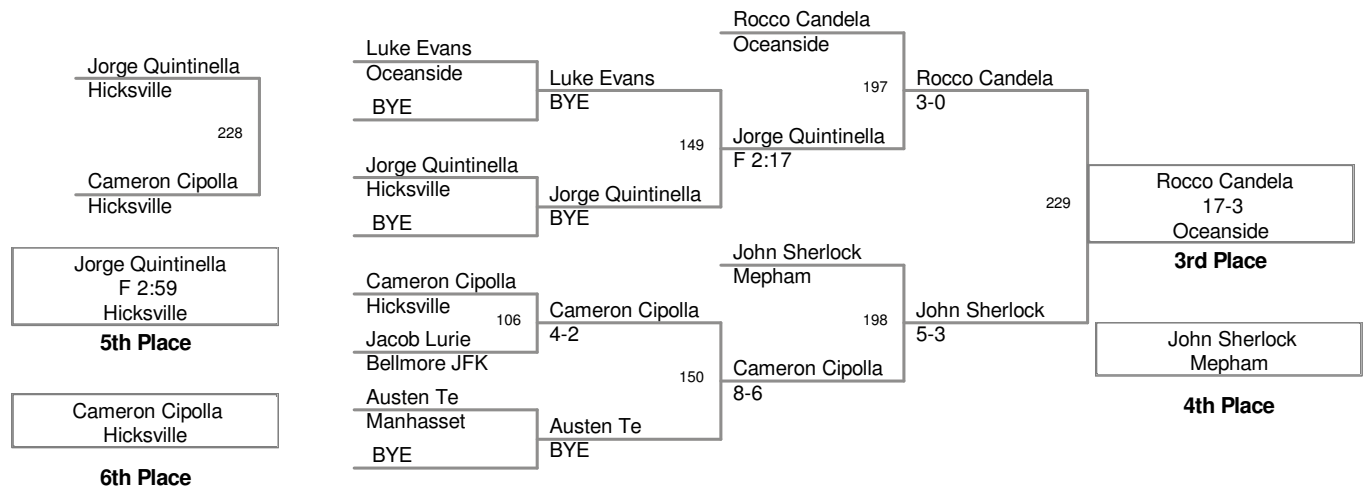 Jorge Quintinella
Hicksville
228
Cameron Cipolla
Hicksville
Jorge Quintinella
F 2:59
Hicksville
5th Place
Cameron Cipolla
Hicksville
6th Place
Luke Evans
Oceanside
BYE
Jorge Quintinella
Hicksville
BYE
Cameron Cipolla
Hicksville
106
Jacob Lurie
Bellmore JFK
Austen Te
Manhasset
BYE
Luke Evans
BYE
149
Jorge Quintinella
BYE
Cameron Cipolla
4-2
150
Austen Te
BYE
Rocco Candela
Oceanside
197
Jorge Quintinella
F 2:17
John Sherlock
Mepham
198
Cameron Cipolla
8-6
Rocco Candela
3-0
229
John Sherlock
5-3
Rocco Candela
17-3
Oceanside
3rd Place
John Sherlock
Mepham
4th Place